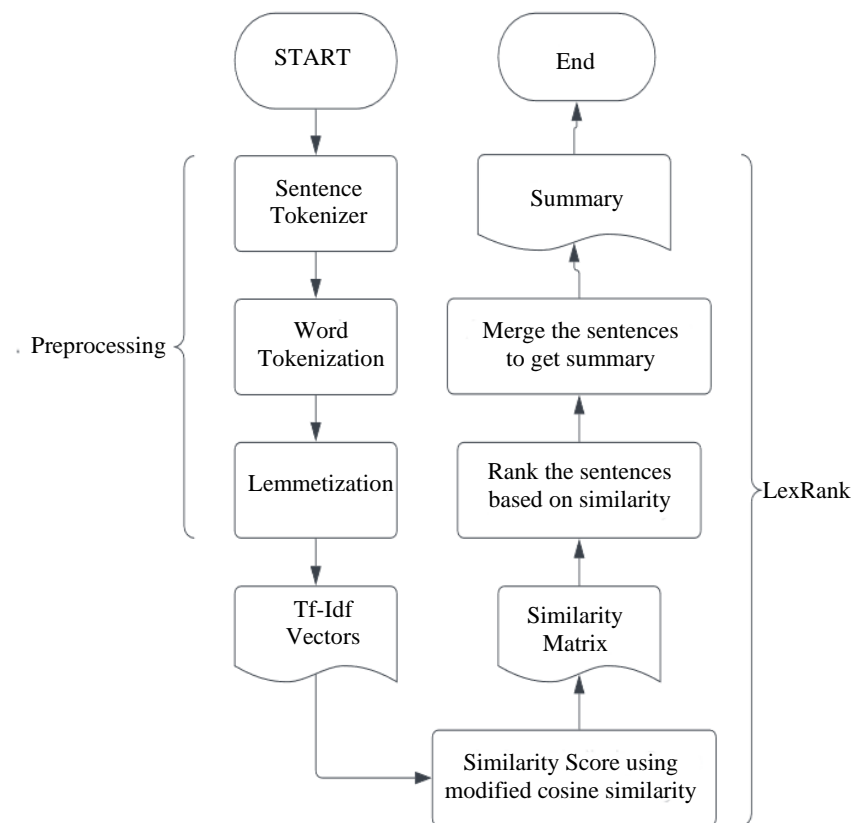 START
Sentence
Tokenizer
Word
Tokenization
Lemmetization
Preprocessing
Tf-Idf
Vectors
Similarity Score using
modified cosine similarity
Similarity
Matrix
Rank the sentences
based on similarity
Merge the sentences
to get summary
Summary
End
LexRank